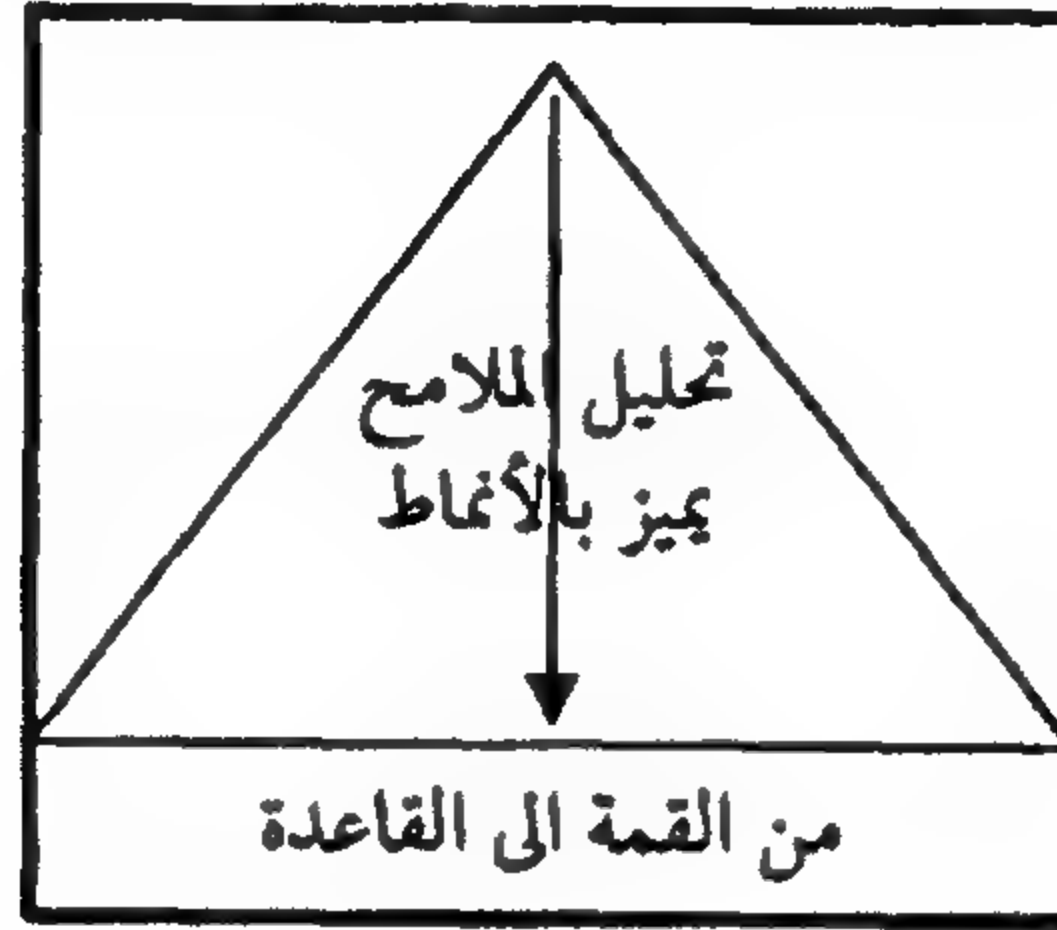 تحليل الملامح
يميز بالأنماط
من القمة الى القاعدة